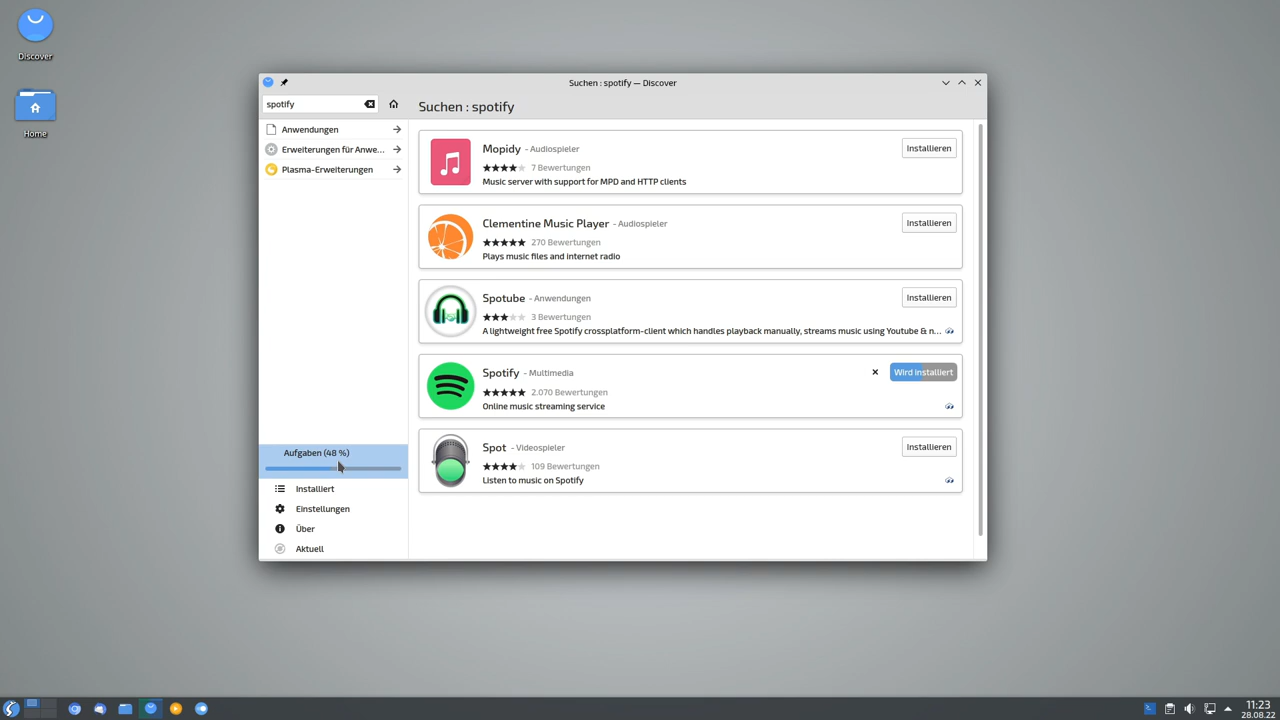 Discover
Home
Suchen : spotify — Discover
spotify
Suchen : spotify
Anwendungen
Erweiterungen für Anwe...
Plasma-Erweiterungen
Mopidy - Audiospieler
7 Bewertungen
Music server with support for MPD and HTTP clients
Installieren
Clementine Music Player - Audiospieler
270 Bewertungen
Plays music files and internet radio
Installieren
Spotube - Anwendungen
3 Bewertungen
A lightweight free Spotify crossplatform-client which handles playback manually, streams music using Youtube & n...
Installieren
Spotify - Multimedia
2.070 Bewertungen
Online music streaming service
Wird installiert
Spot - Videospieler
109 Bewertungen
Listen to music on Spotify
Installieren
Aufgaben (48 %)
Installiert
Einstellungen
Über
Aktuell
11:23
28.08.22